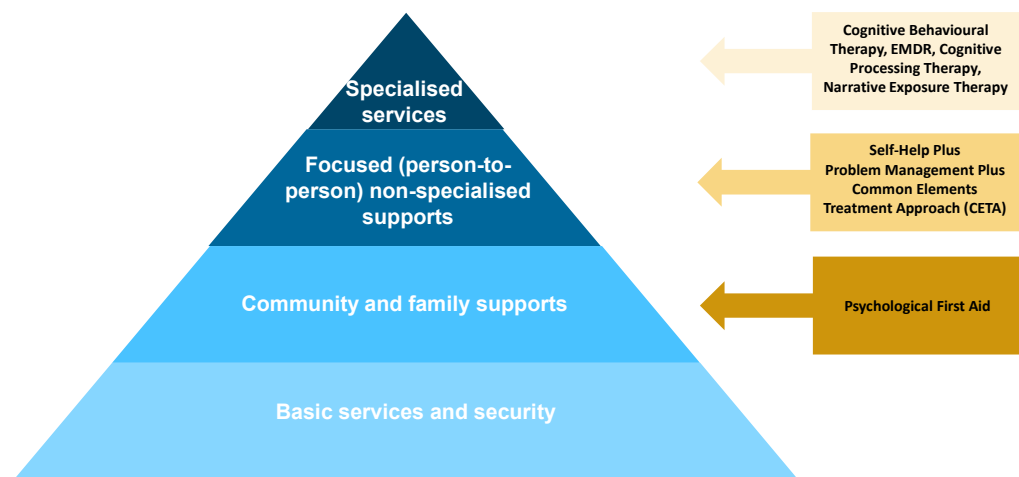 Specialised
services
Cognitive Behavioural
Therapy, EMDR, Cognitive
Processing Therapy,
Narrative Exposure Therapy
Focused (person-to-
person) non-specialised
supports
Self-Help Plus
Problem Management Plus
Common Elements
Treatment Approach (CETA)
Community and family supports
Psychological First Aid
Basic services and security